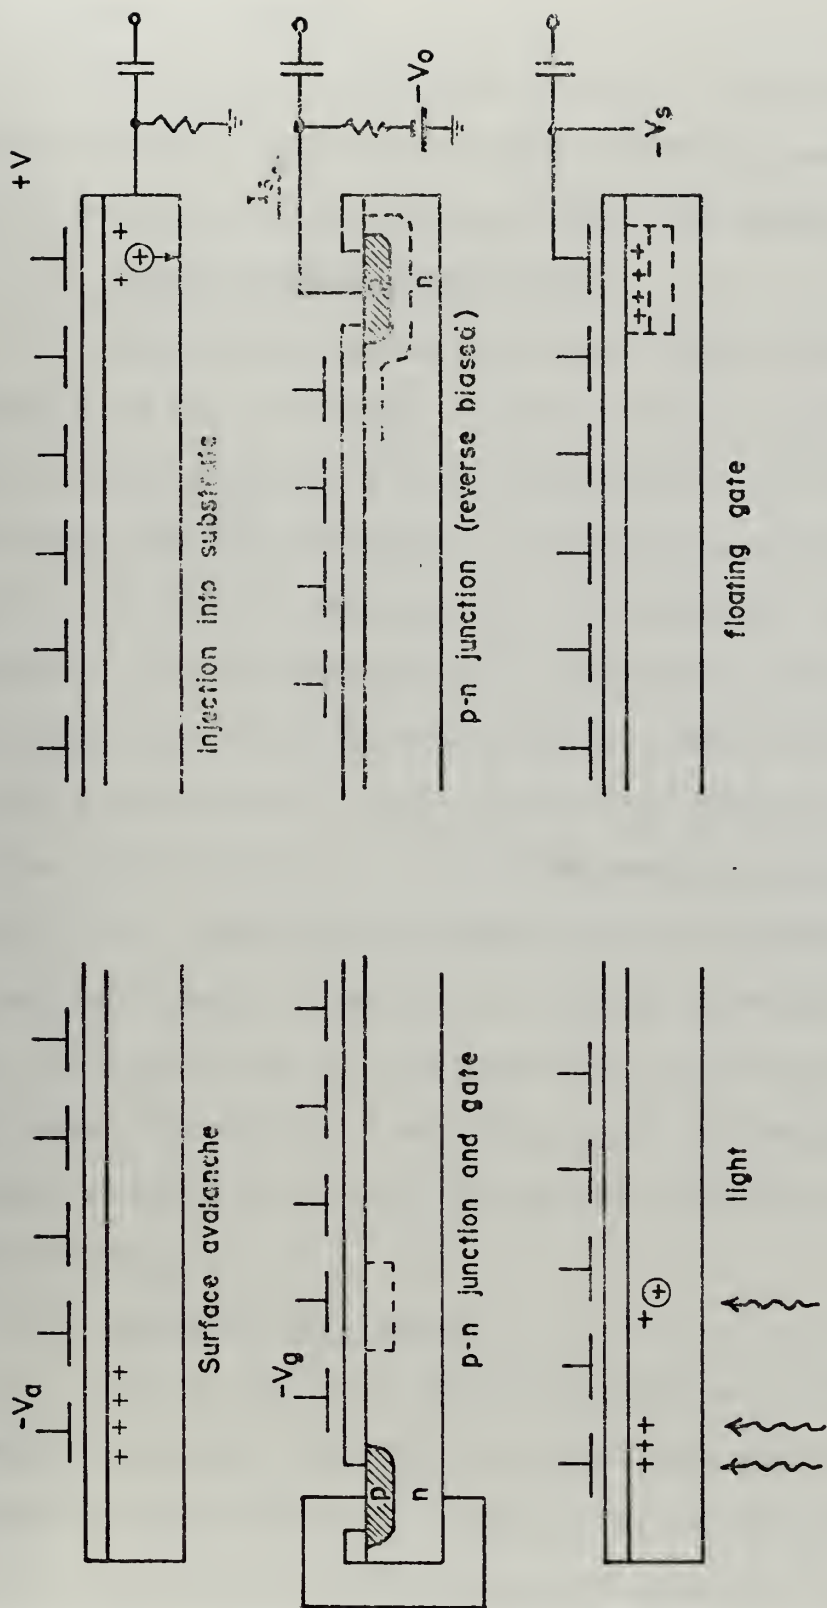 -Va
Surface avalanche
-Vg
p
n
p-n junction and gate
light
+V
injection into substrate
-Vo
n
p-n junction (reverse biased)
-Vs
floating gate